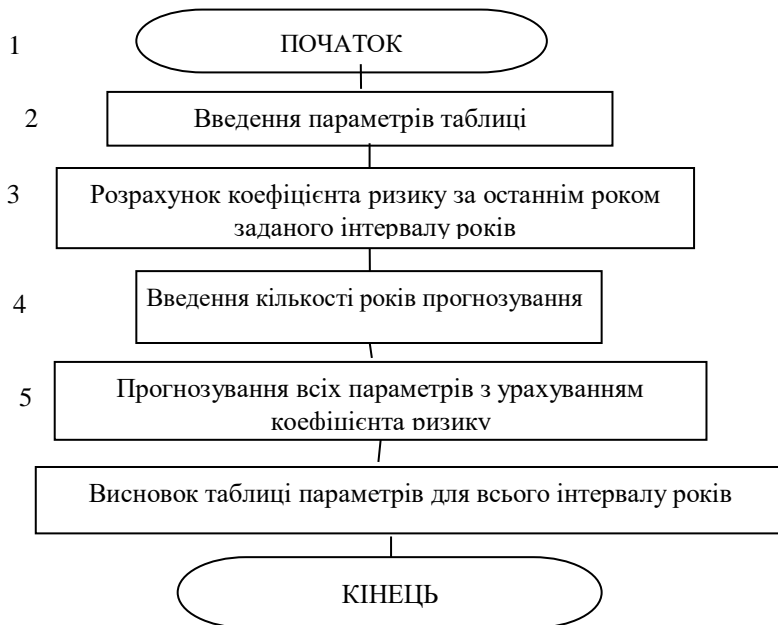 1
ПОЧАТОК
2
Введення параметрів таблиці
3
Розрахунок коефіцієнта ризику за останнім роком
заданого інтервалу років
4
Введення кількості років прогнозування
5
Прогнозування всіх параметрів з урахуванням
коефіцієнта ризику
Висновок таблиці параметрів для всього інтервалу років
КІНЕЦЬ